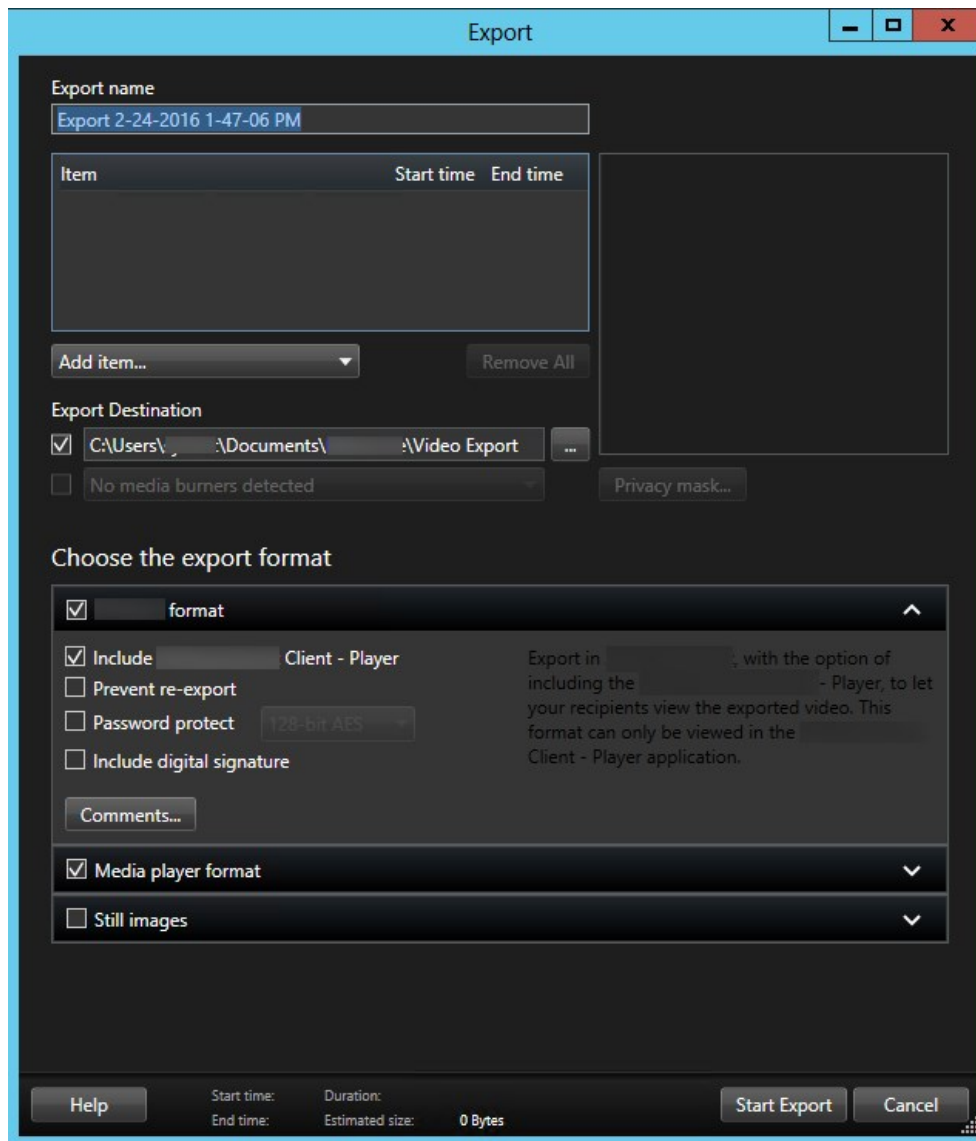 Export
Export name
Export 2-24-2016 1-47-06 PM
Item Start time End time
Add item... Remove All
Export Destination
C:\Users\ :\Documents\ :\Video Export ...
No media burners detected Privacy mask...
Choose the export format
format
Include Client - Player
Prevent re-export
Password protect 128-bit AES
Include digital signature
Export in , with the option of
including the - Player, to let
your recipients view the exported video. This
format can only be viewed in the
Client - Player application.
Comments...
Media player format
Still images
Help
Start time: Duration:
End time: Estimated size: 0 Bytes
Start Export Cancel